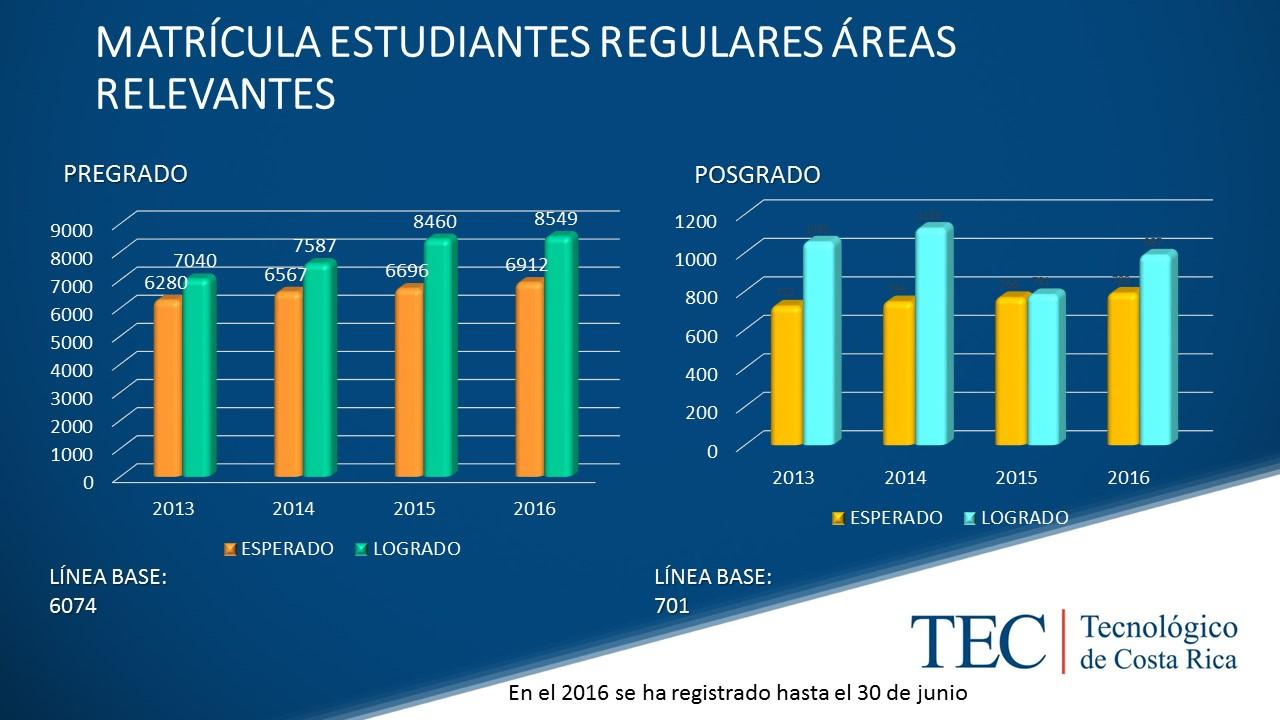 MATRÍCULA ESTUDIANTES REGULARES ÁREAS
RELEVANTES
PREGRADO
9000
8000
7000
6000
5000
4000
3000
2000
1000
0
6280
7040
6567
7587
6696
8460
6912
8549
2013 2014 2015 2016
ESPERADO LOGRADO
LÍNEA BASE:
6074
POSGRADO
1200
1000
800
600
400
200
0
2013 2014 2015 2016
ESPERADO LOGRADO
LÍNEA BASE:
701
TEC
Tecnológico
de Costa Rica
En el 2016 se ha registrado hasta el 30 de junio